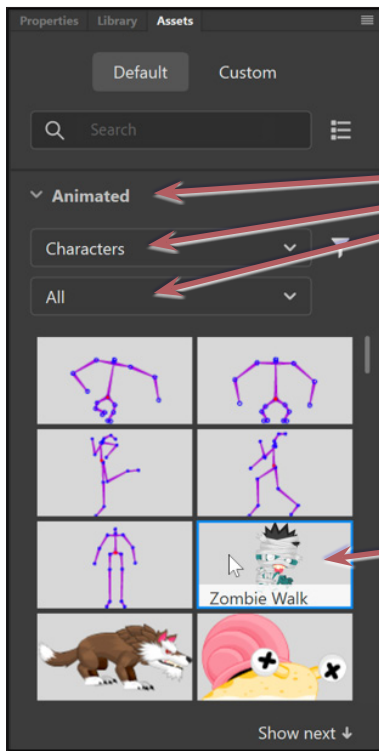 Properties Library Assets
Default Custom
Search
Animated
Characters
All
Zombie Walk
Show next